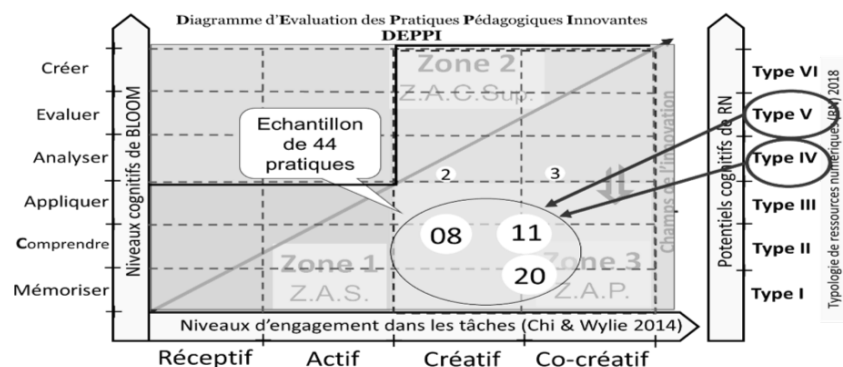 Diagramme d'Evaluation des Pratiques Pédagogiques Innovantes
DEPPI
Créer
Evaluer
Analyser
Appliquer
Comprendre
Mémoriser
Niveaux cognitifs de BLOOM
Zone 2
Z.A.C.Sup.
Echantillon
de 44
pratiques
2
3
08
11
20
Zone 1
Z.A.S.
Zone 3
Z.A.P.
Champs de l'innovation
Potentiels cognitifs de RN
Type VI
Type V
Type IV
Type III
Type II
Type I
Typologie de ressources numériques (RN) 2018
Niveaux d'engagement dans les tâches (Chi & Wylie 2014)
Réceptif
Actif
Créatif
Co-créatif